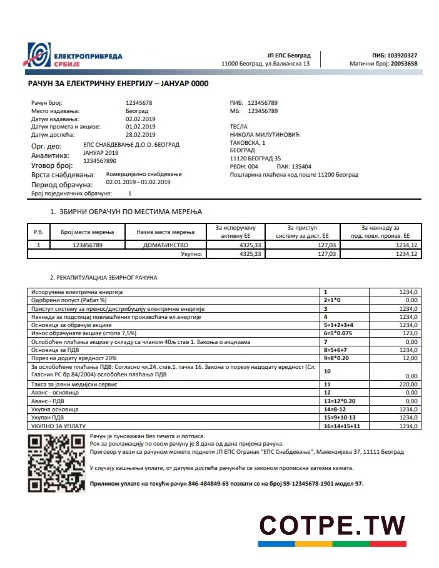 ЕЛЕКТРОПРИВРЕДА
СРБИЈЕ
ЈП ЕПС Београд
11000 Београд, ул.Балканска 13
ПИБ: 103920327
Матични број: 20053658
РАЧУН ЗА ЕЛЕКТРИЧНУ ЕНЕРГИЈУ – ЈАНУАР 0000
Рачун број: 12345678
Место издавања: Београд
Датум издавања: 02.02.2019
Датум промета и акцизе: 01.02.2019
Датум доспећа: 28.02.2019
Орг. део: ЕПС СНАБДЕВАЊЕ Д.О.О. БЕОГРАД
Аналитика: ЈАНУАР 2019
Уговор број: 1234567890
Врста снабдевања: Комерцијално снабдевање
Период обрачуна: 02.01.2019 - 01.02.2019
Број појединачних обрачуна: 1
ПИБ: 123456789
МБ: 123456789
ТЕСЛА
НИКОЛА МИЛУТИНОВИЋ
ТАКОВСКА, 1
БЕОГРАД
11120 БЕОГРАД 35
РЕОН: 004 ПАК: 135404
Поштарина плаћена код поште 11200 Београд
1. ЗБИРНИ ОБРАЧУН ПО МЕСТИМА МЕРЕЊА
Р.б. Број места мерења Назив места мерења За испоручену активну ЕЕ За приступ систему за дист. ЕЕ За накнаду за под. повл. произв. ЕЕ
1 123456789 ДОМАЋИНСТВО 4325,33 127,03 1234,12
Укупно: 4325,33 127,03 1234,12
2. РЕКАПИТУЛАЦИЈА ЗБИРНОГ РАЧУНА
Испоручена електрична енергија 1 1234,0
Одобрени попуст (Рабат %) 2=1*0 0,00
Приступ систему за пренос/дистрибуцију електричне енергије 3 1234,0
Накнада за подстицај повлашћених произвођача ел.енергије 4 1234,0
Основица за обрачун акцизе 5=1+2+3+4 1234,0
Износ обрачунате акцизе (стопа 7,5%) 6=5*0.075 123,0
Ослобођен плаћања акцизе у складу са чланом 40љ став 1. Закона о акцизама 7 0,00
Основица за ПДВ 8=5+6+7 1234,0
Порез на додату вредност 20% 9=8*0.20 12,00
За ослобођене плаћања ПДВ: Согласно чл.24. став.1. тачка 16. Закона о порезу надодату вредност (Сл.
Гласник РС бр.84/2004) ослобођен плаћања ПДВ 10 0,00
Такса за јавни медијски сервис 11 220,00
Аванс - основица 12 0,00
Аванс - ПДВ 13=12*0.20 0,00
Укупна основица 14=8-12 1234,0
Укупан ПДВ 15=9+10-13 1234,0
УКУПНО ЗА УПЛАТУ 16=14+15+11 1234,0
Рачун је пуноважан без печата и потписа.
Рок за рекламацију по овом рачуну је 8 дана од дана пријема рачуна.
Приговор у вези са рачуном можете поднети ЈП ЕПС Огранак "ЕПС Снабдевање", Македонска 37, 11111 Београд
У случају кашњења уплате, од датума доспећа рачунаће се законом прописана затезна камата.
Приликом уплате на текући рачун 846-484849-65 позвати се на број 59-12345678-1901 модел 97.
COTPE.TW